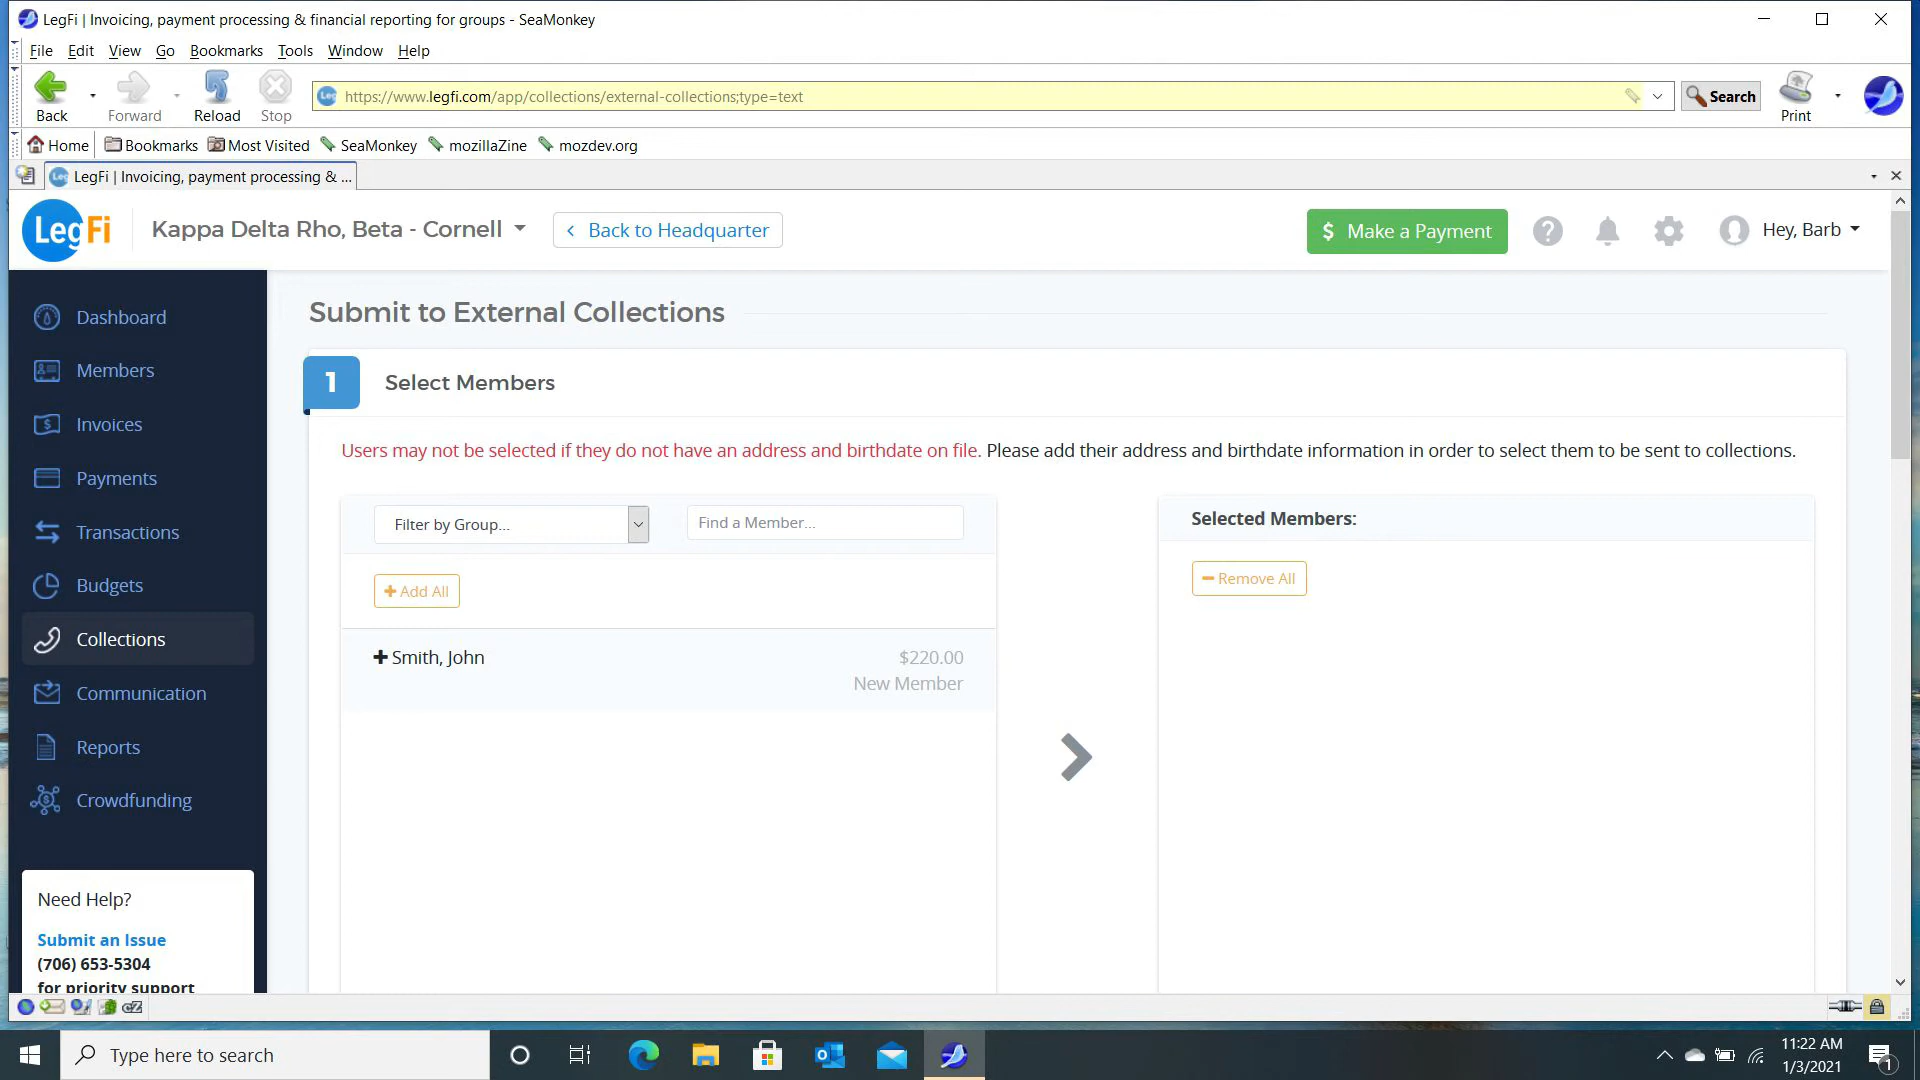 LegFi | Invoicing, payment processing & financial reporting for groups - SeaMonkey
File Edit View Go Bookmarks Tools Window Help
Back Forward Reload Stop
https://www.legfi.com/app/collections/external-collections;type=text
Search
Print
Home Bookmarks Most Visited SeaMonkey mozillaZine mozdev.org
LegFi | Invoicing, payment processing & ...
LegFi
Kappa Delta Rho, Beta - Cornell
Back to Headquarter
$ Make a Payment
Hey, Barb
Dashboard
Members
Invoices
Payments
Transactions
Budgets
Collections
Communication
Reports
Crowdfunding
Need Help?
Submit an Issue
(706) 653-5304
for priority support
Submit to External Collections
1 Select Members
Users may not be selected if they do not have an address and birthdate on file. Please add their address and birthdate information in order to select them to be sent to collections.
Filter by Group...
Find a Member...
+ Add All
+ Smith, John $220.00
New Member
Selected Members:
Remove All
cZ
Type here to search
11:22 AM
1/3/2021
1